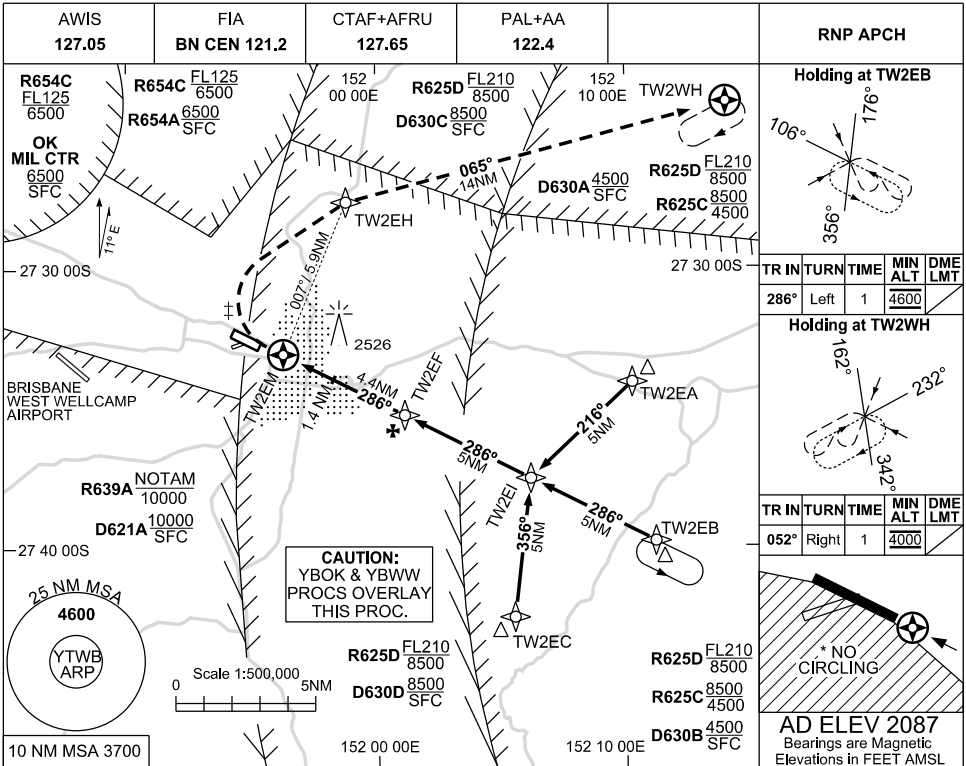 AWIS
127.05
FIA
BN CEN 121.2
CTAF+AFRU
127.65
PAL+AA
122.4
RNP APCH
R654C FL125
6500
OK
MIL CTR
6500
SFC
R654C FL125
6500
R654A 6500
SFC
152
00 00E
R625D FL210
8500
D630C 8500
SFC
152
10 00E
TW2WH
065°
14NM
D630A 4500
SFC
R625D FL210
8500
R625C 8500
4500
TW2EH
11° E
27 30 00S
27 30 00S
007°/ 5.9NM
‡
2526
TW2EM
1.4 NM
4.4NM
286°
TW2EF
286°
5NM
TW2EI
216°
5NM
TW2EA
286°
5NM
TW2EB
356°
5NM
TW2EC
BRISBANE
WEST WELLCAMP
AIRPORT
R639A NOTAM
10000
D621A 10000
SFC
27 40 00S
CAUTION:
YBOK & YBWW
PROCS OVERLAY
THIS PROC.
25 NM MSA
4600
YTWB
ARP
10 NM MSA 3700
Scale 1:500,000
0 5NM
R625D FL210
8500
D630D 8500
SFC
152 00 00E
R625D FL210
8500
R625C 8500
4500
D630B 4500
SFC
152 10 00E
Holding at TW2EB
106°
176°
356°
TR IN TURN TIME MIN ALT DME LMT
286° Left 1 4600
Holding at TW2WH
162°
232°
342°
TR IN TURN TIME MIN ALT DME LMT
052° Right 1 4000
* NO
CIRCLING
AD ELEV 2087
Bearings are Magnetic
Elevations in FEET AMSL